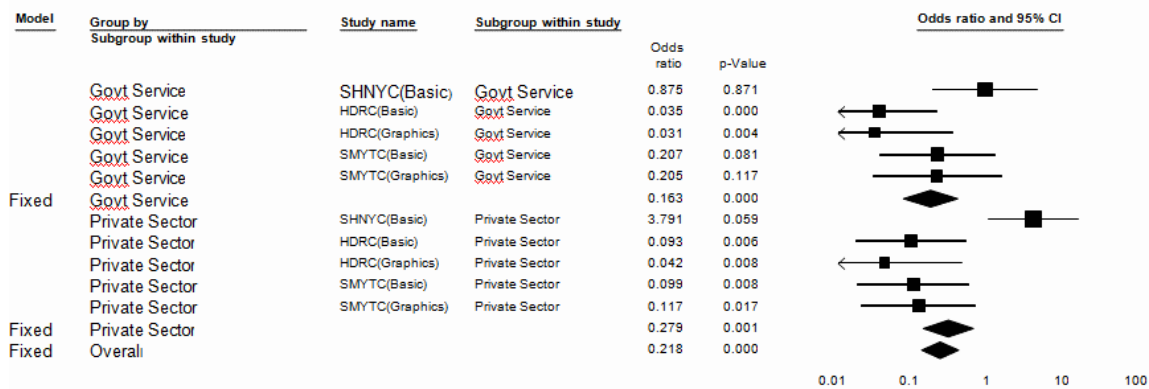 Model Group by Study name Subgroup within study Odds ratio and 95% CI
Subgroup within study
Odds
ratio p-Value
Govt Service SHNYC(Basic) Govt Service 0.875 0.871
Govt Service HDRC(Basic) Govt Service 0.035 0.000
Govt Service HDRC(Graphics) Govt Service 0.031 0.004
Govt Service SMYTC(Basic) Govt Service 0.207 0.081
Govt Service SMYTC(Graphics) Govt Service 0.205 0.117
Fixed Govt Service 0.163 0.000
Private Sector SHNYC(Basic) Private Sector 3.791 0.059
Private Sector HDRC(Basic) Private Sector 0.093 0.006
Private Sector HDRC(Graphics) Private Sector 0.042 0.008
Private Sector SMYTC(Basic) Private Sector 0.099 0.008
Private Sector SMYTC(Graphics) Private Sector 0.117 0.017
Fixed Private Sector 0.279 0.001
Fixed Overall 0.218 0.000
0.01 0.1 1 10 100